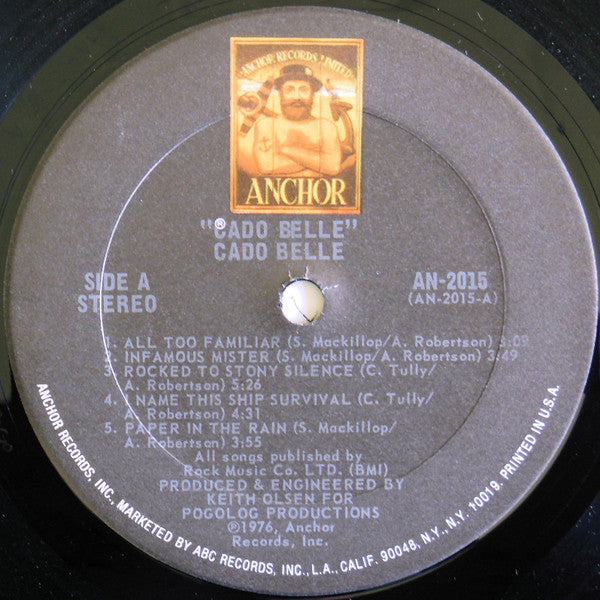 ANCHOR RECORDS LIMITED
ANCHOR
®
"CADO BELLE"
CADO BELLE
SIDE A
STEREO
AN-2015
(AN-2015-A)
1. ALL TOO FAMILIAR (S. Mackillop/A. Robertson) 3:09
2. INFAMOUS MISTER (S. Mackillop/A. Robertson) 3:49
3. ROCKED TO STONY SILENCE (C. Tully/
A. Robertson) 5:26
4. I NAME THIS SHIP SURVIVAL (C. Tully/
A. Robertson) 4:31
5. PAPER IN THE RAIN (S. Mackillop/
A. Robertson) 3:55
All songs published by
Rock Music Co. LTD. (BMI)
PRODUCED & ENGINEERED BY
KEITH OLSEN FOR
POGOLOG PRODUCTIONS
℗1976, Anchor
Records, Inc.
ANCHOR RECORDS, INC., MARKETED BY ABC RECORDS, INC., L.A., CALIF. 90048, N.Y., N.Y. 10019. PRINTED IN U.S.A.